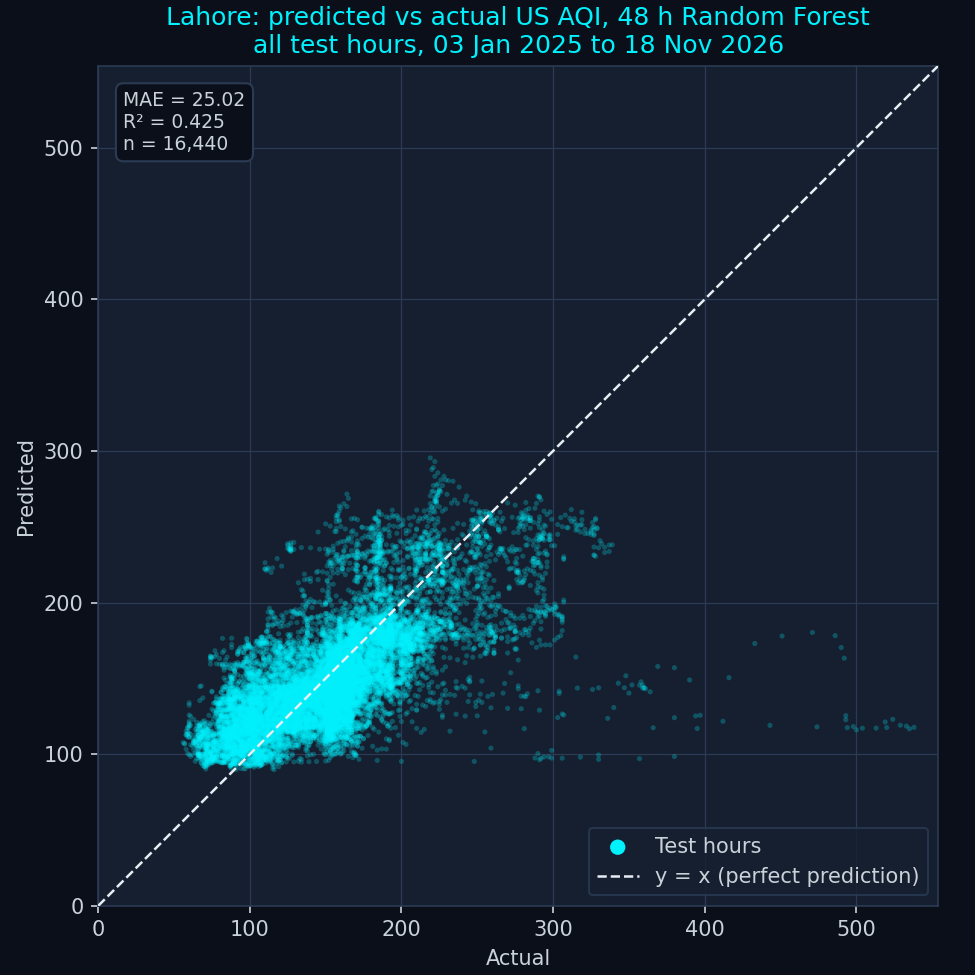 Lahore: predicted vs actual US AQI, 48 h Random Forest
all test hours, 03 Jan 2025 to 18 Nov 2026
MAE = 25.02
R² = 0.425
n = 16,440
500
400
300
200
100
0
Predicted
0 100 200 300 400 500
Actual
Test hours
y = x (perfect prediction)